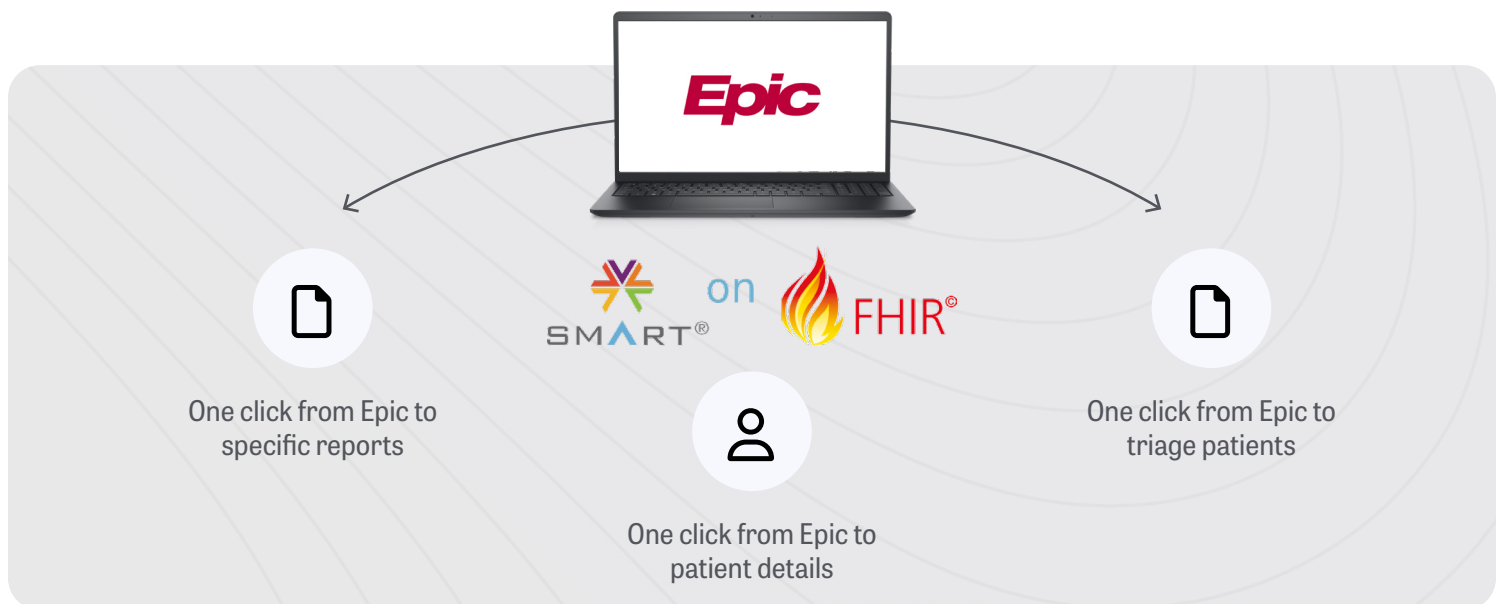 Epic
SMART® on FHIR©
One click from Epic to
specific reports
One click from Epic to
patient details
One click from Epic to
triage patients